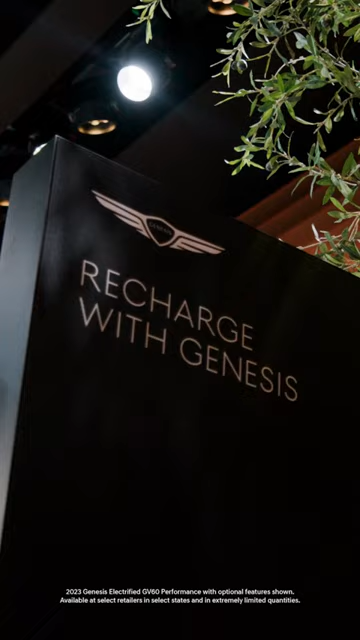 GENESIS
RECHARGE
WITH GENESIS
2023 Genesis Electrified GV60 Performance with optional features shown.
Available at select retailers in select states and in extremely limited quantities.